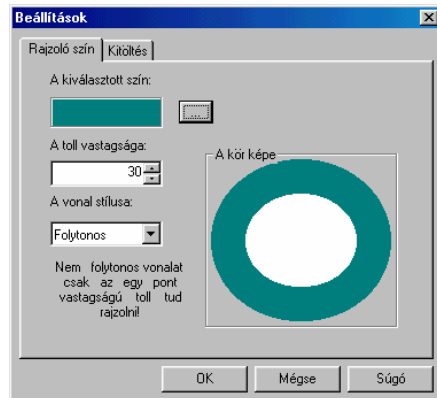 Beállítások
Rajzoló szín Kitöltés
A kiválasztott szín:
...
A toll vastagsága:
30
A kör képe
A vonal stílusa:
Folytonos
Nem folytonos vonalat
csak az egy pont
vastagságú toll tud
rajzolni!
OK Mégse Súgó